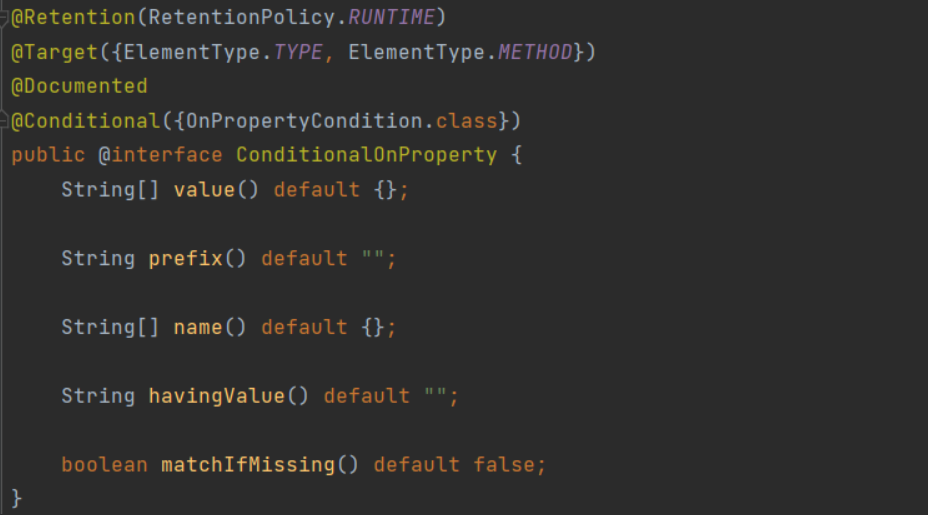 @Retention(RetentionPolicy.RUNTIME)
@Target({ElementType.TYPE, ElementType.METHOD})
@Documented
@Conditional({OnPropertyCondition.class})
public @interface ConditionalOnProperty {
    String[] value() default {};
    String prefix() default "";
    String[] name() default {};
    String havingValue() default "";
    boolean matchIfMissing() default false;
}